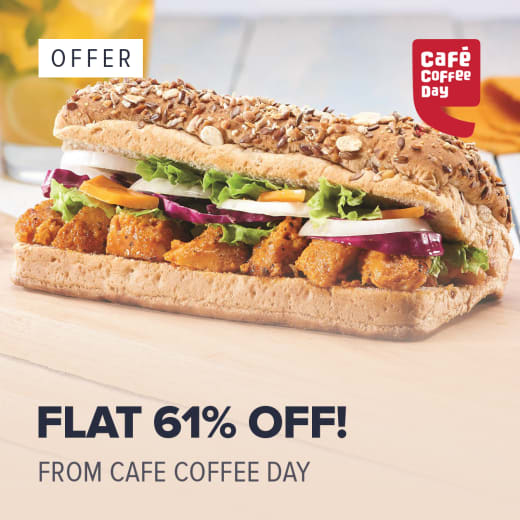 OFFER
Café
Coffee
Day
FLAT 61% OFF!
FROM CAFE COFFEE DAY